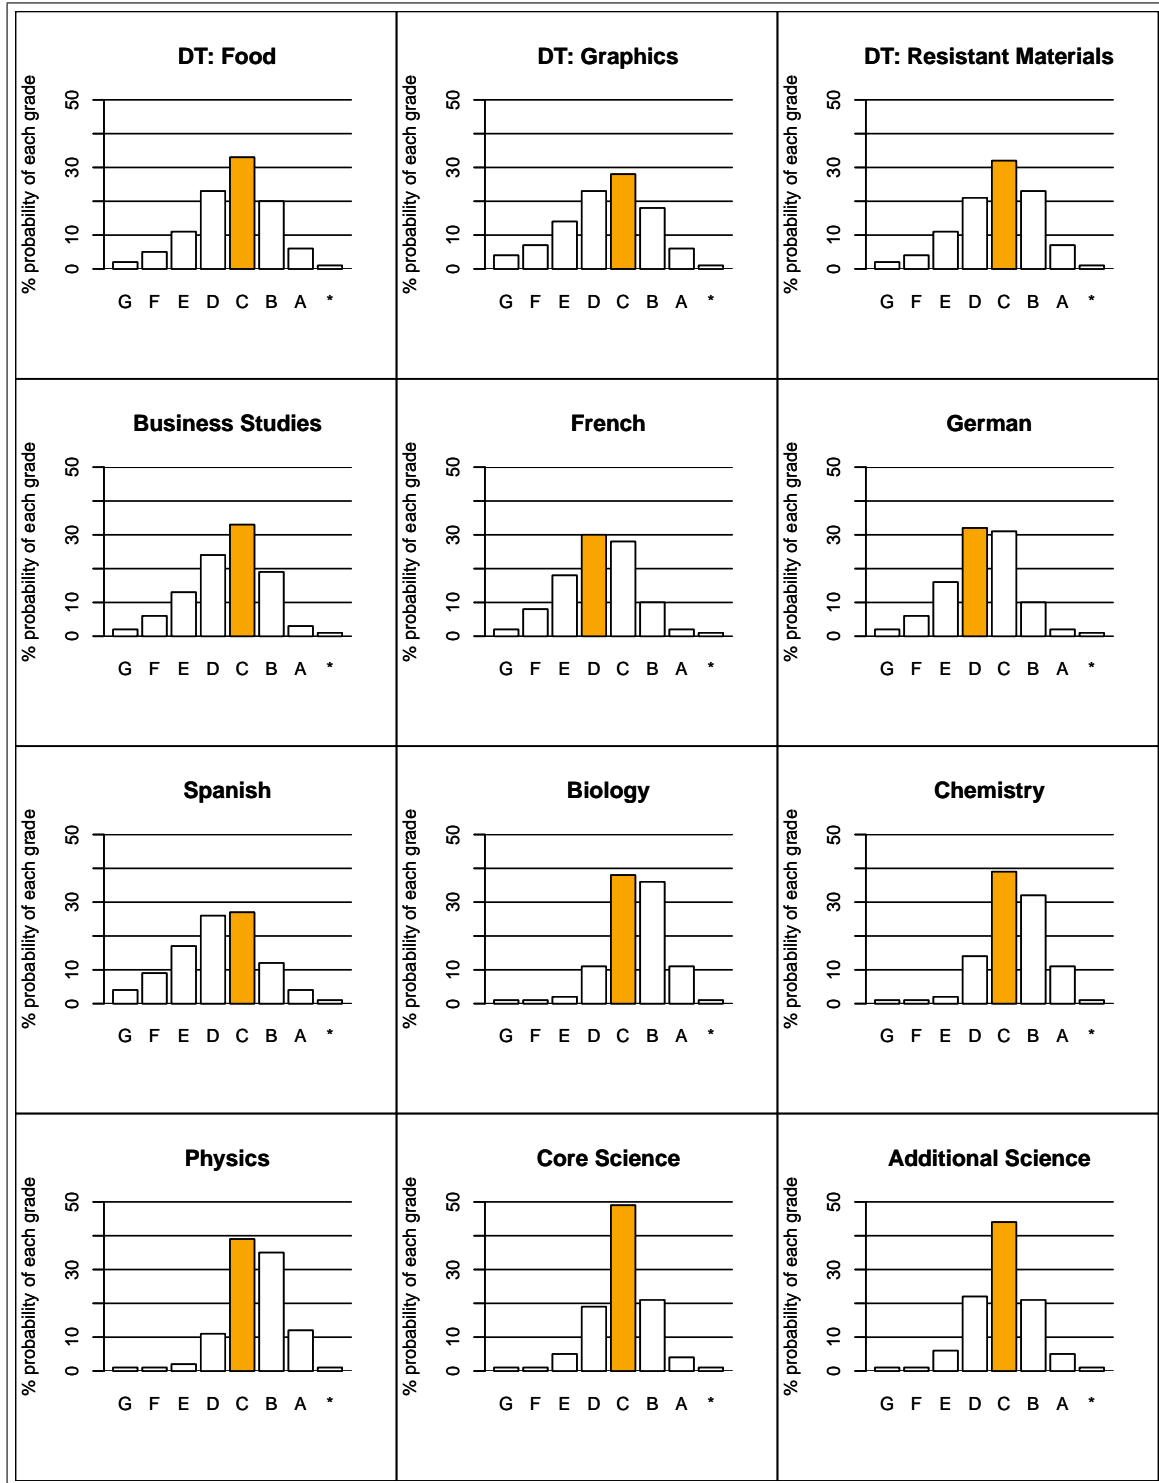 DT: Food
% probability of each grade
0 10 30 50
G F E D C B A *
DT: Graphics
% probability of each grade
0 10 30 50
G F E D C B A *
DT: Resistant Materials
% probability of each grade
0 10 30 50
G F E D C B A *
Business Studies
% probability of each grade
0 10 30 50
G F E D C B A *
French
% probability of each grade
0 10 30 50
G F E D C B A *
German
% probability of each grade
0 10 30 50
G F E D C B A *
Spanish
% probability of each grade
0 10 30 50
G F E D C B A *
Biology
% probability of each grade
0 10 30 50
G F E D C B A *
Chemistry
% probability of each grade
0 10 30 50
G F E D C B A *
Physics
% probability of each grade
0 10 30 50
G F E D C B A *
Core Science
% probability of each grade
0 10 30 50
G F E D C B A *
Additional Science
% probability of each grade
0 10 30 50
G F E D C B A *